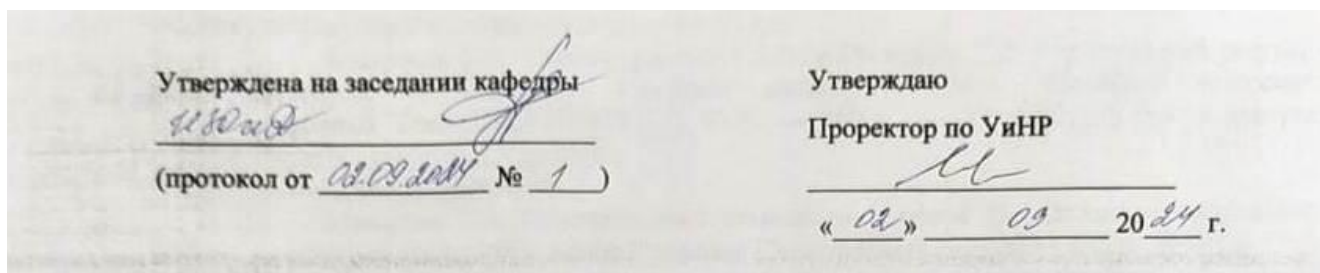 Утверждена на заседании кафедры
(протокол от 02.09.2024 № 1 )
Утверждаю
Проректор по УиНР
« 02 » 09 20 24 г.